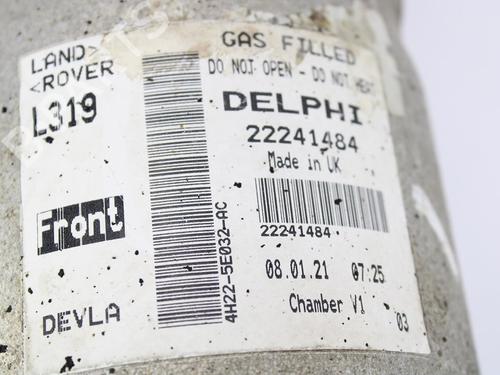 LAND>
<ROVER
L319
Front
DEVLA
4H22-5E032-AC
GAS FILLED
DO NOT OPEN - DO NOT HEAT
DELPHI
22241484
Made in UK
22241484
08.01.21 07:25
Chamber V1
03